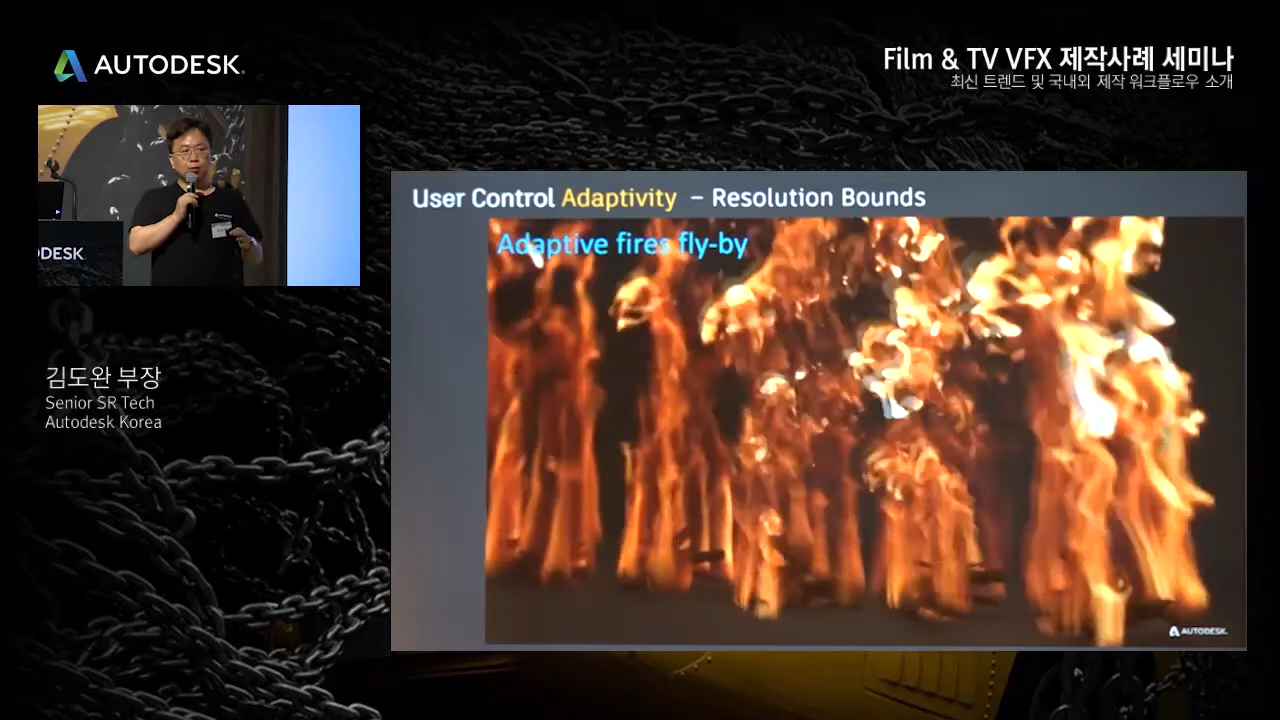 AUTODESK.
Film & TV VFX 제작사례 세미나
최신 트렌드 및 국내외 제작 워크플로우 소개
DESK
User Control Adaptivity – Resolution Bounds
Adaptive fires fly-by
김도완 부장
Senior SR Tech
Autodesk Korea
AUTODESK.